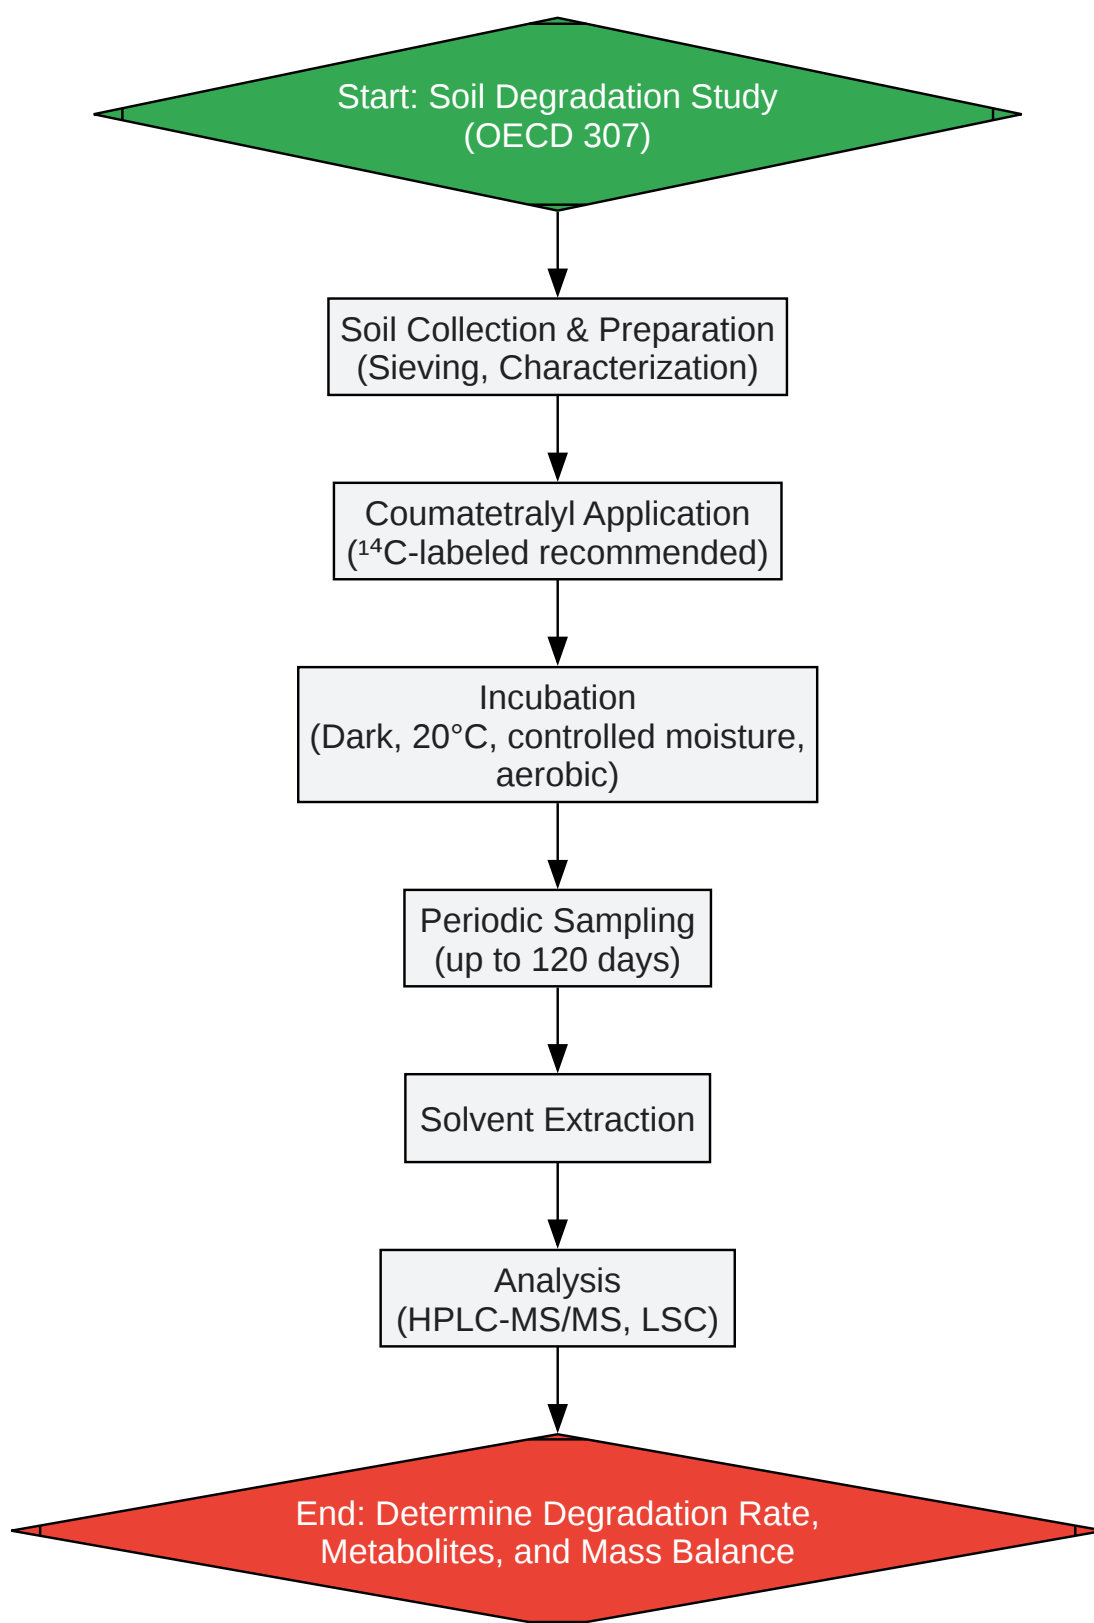 Start: Soil Degradation Study
(OECD 307)
Soil Collection & Preparation
(Sieving, Characterization)
Coumatetralyl Application
(¹⁴C-labeled recommended)
Incubation
(Dark, 20°C, controlled moisture,
aerobic)
Periodic Sampling
(up to 120 days)
Solvent Extraction
Analysis
(HPLC-MS/MS, LSC)
End: Determine Degradation Rate,
Metabolites, and Mass Balance